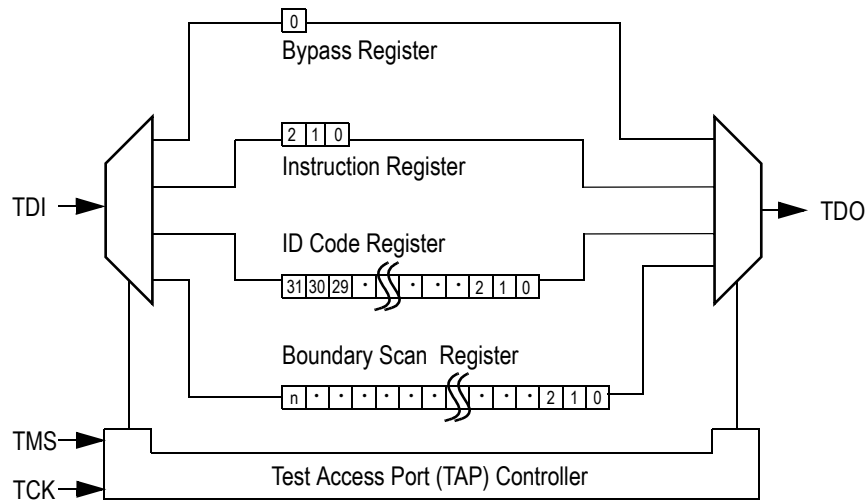 0
Bypass Register
2 1 0
Instruction Register
TDI
TDO
ID Code Register
31 30 29 · · · · 2 1 0
Boundary Scan Register
n · · · · · · · · · 2 1 0
TMS
TCK
Test Access Port (TAP) Controller